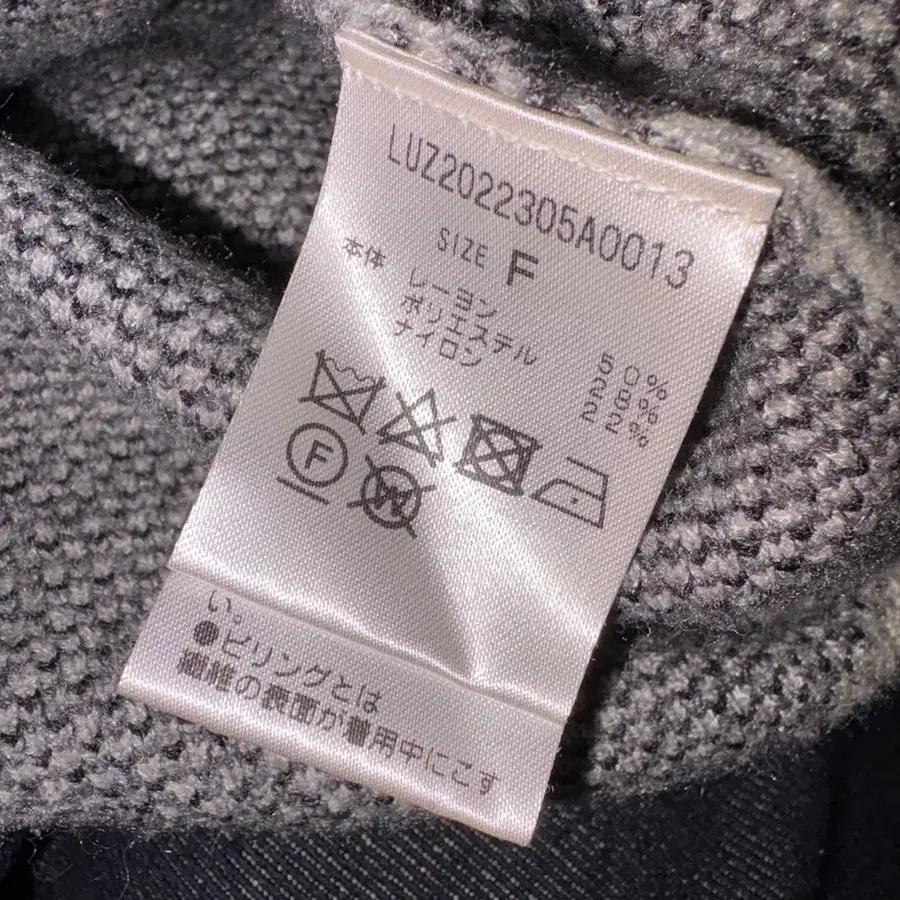 LUZ2022305A0013
SIZE F
本体 レーヨン 50%
ポリエステル 28%
ナイロン 22%
F
W
い。
●ピリングとは
繊維の表面が着用中にこす